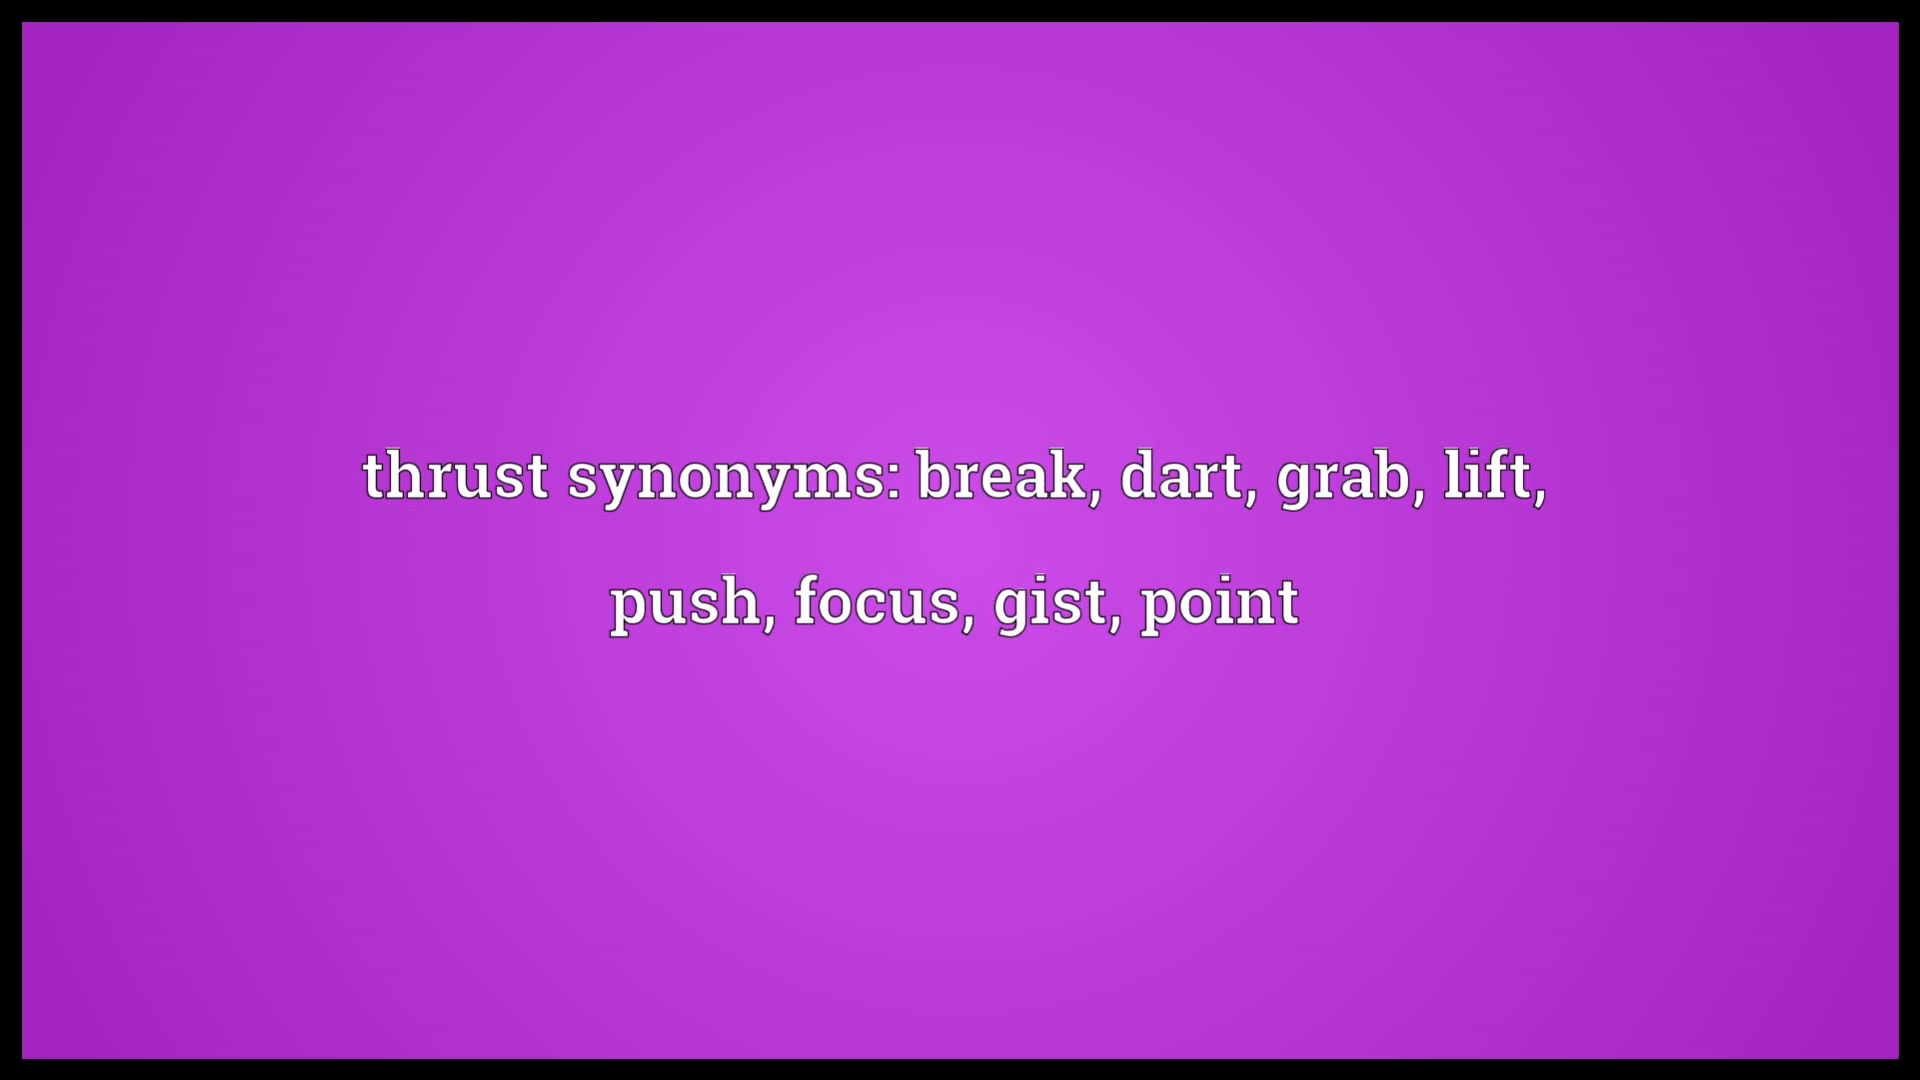 thrust synonyms: break, dart, grab, lift,
push, focus, gist, point